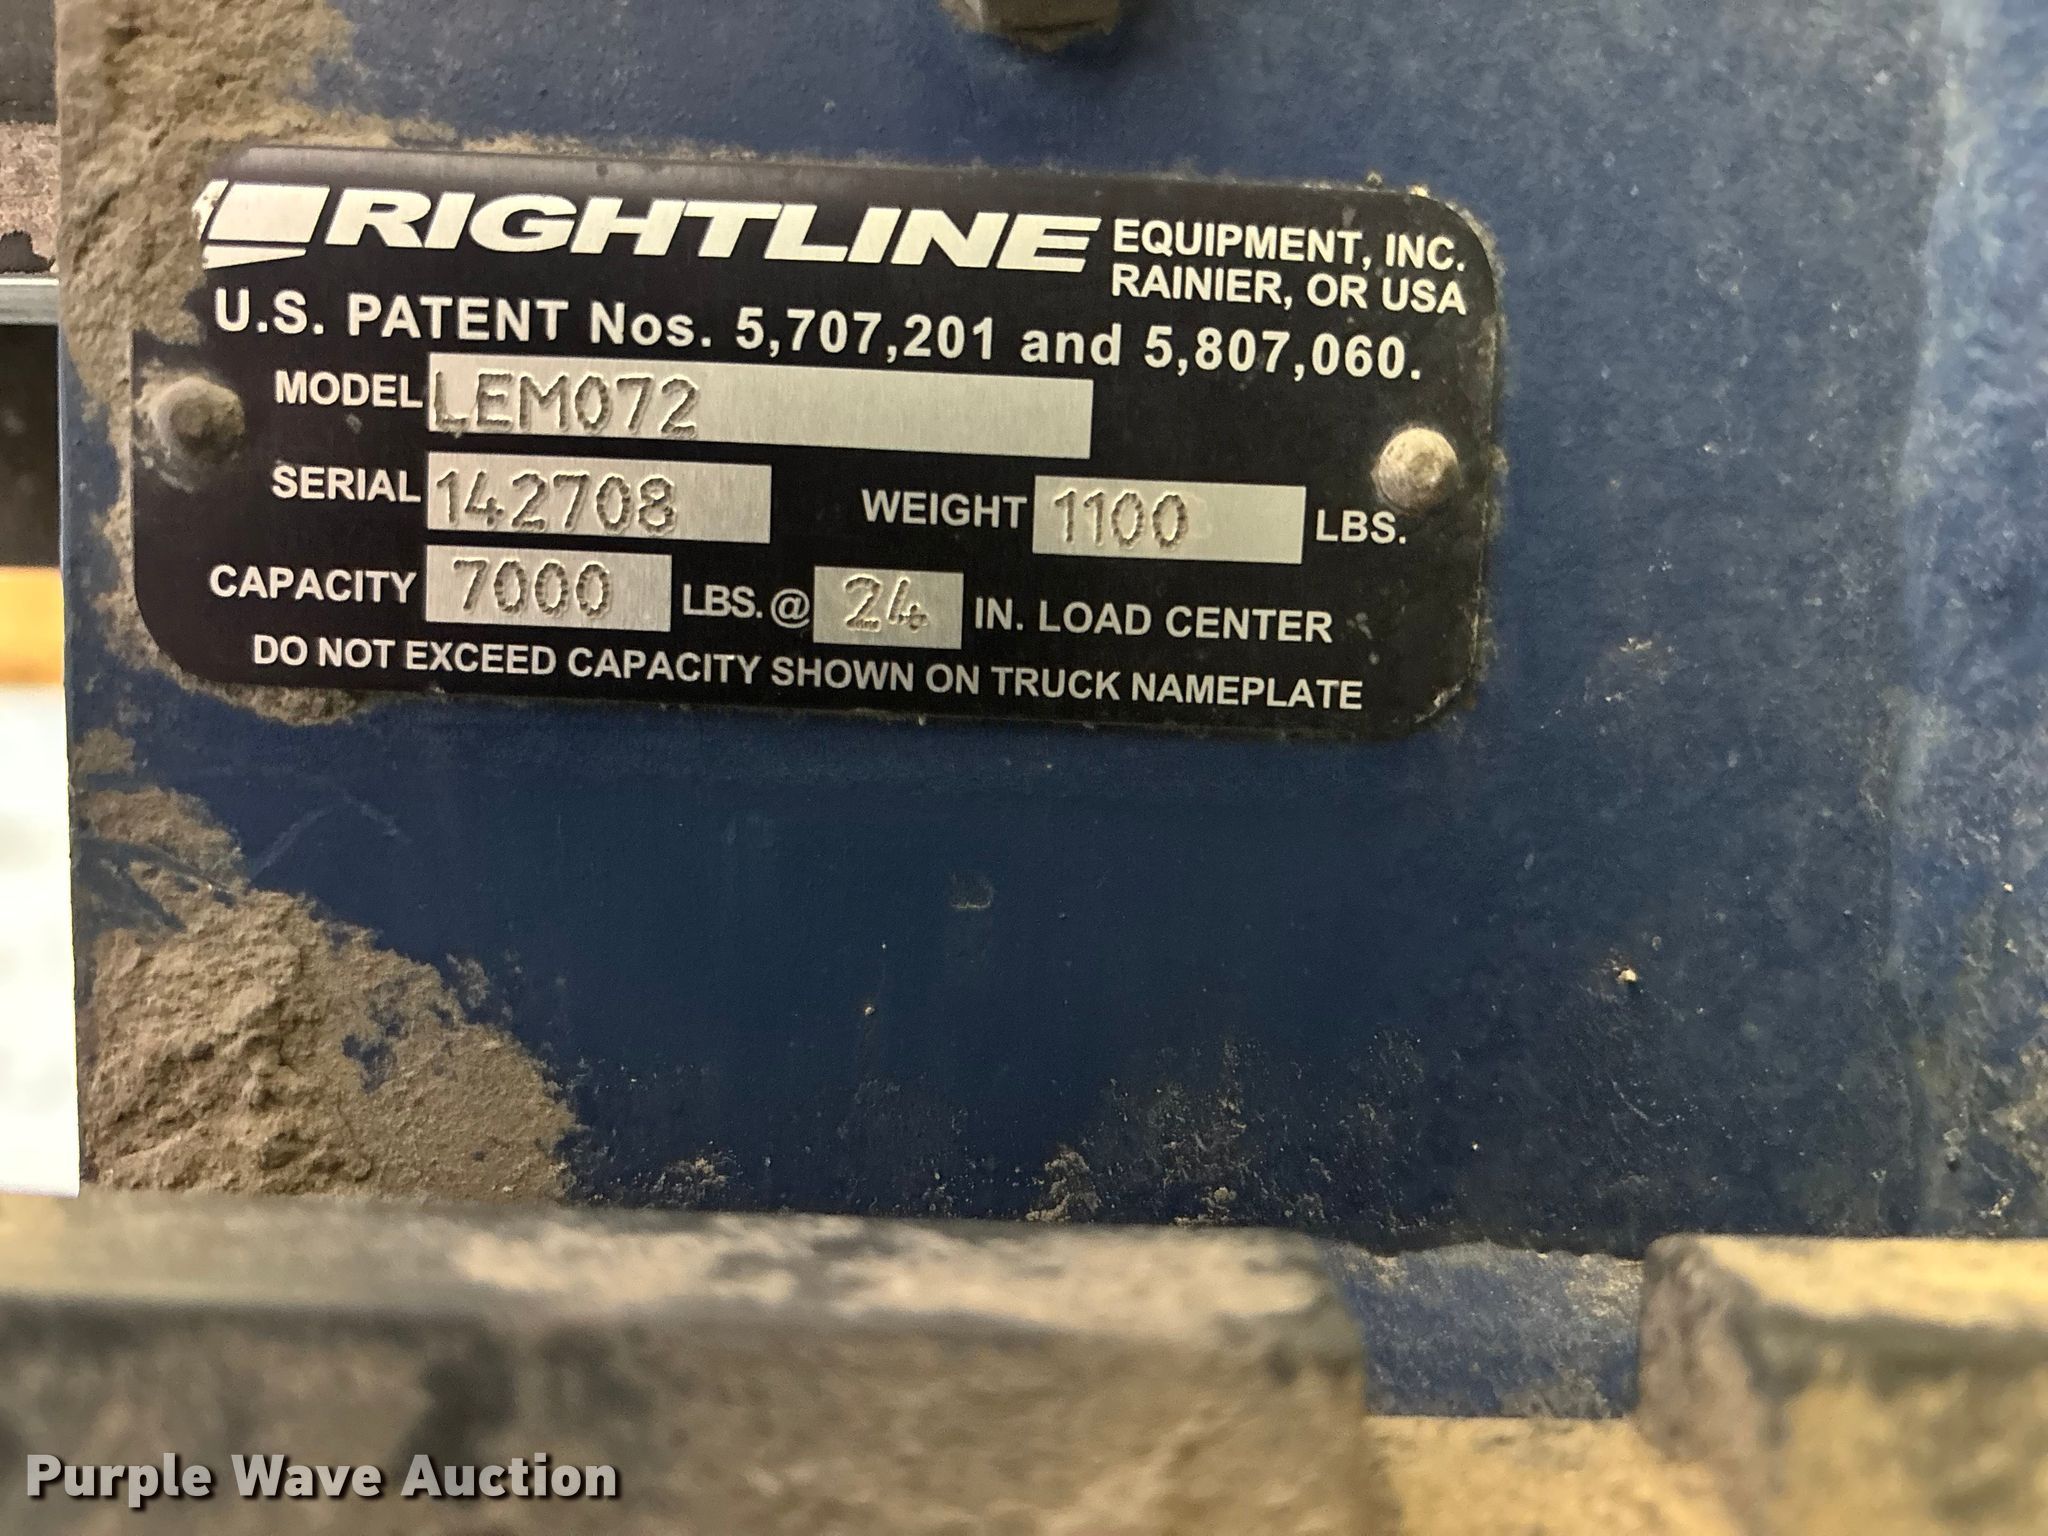 RIGHTLINE EQUIPMENT, INC.
RAINIER, OR USA
U.S. PATENT Nos. 5,707,201 and 5,807,060.
MODEL LEM072
SERIAL 142708 WEIGHT 1100 LBS.
CAPACITY 7000 LBS. @ 24 IN. LOAD CENTER
DO NOT EXCEED CAPACITY SHOWN ON TRUCK NAMEPLATE
Purple Wave Auction